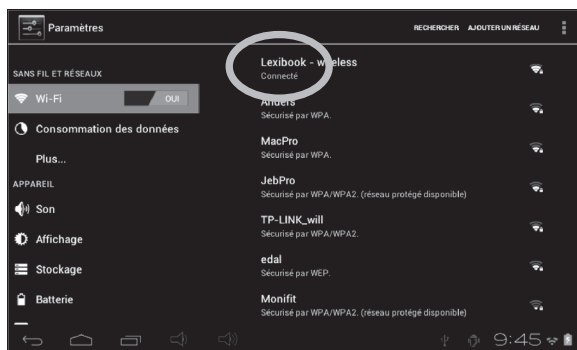 Paramètres
RECHERCHER AJOUTER UN RÉSEAU
SANS FIL ET RÉSEAUX
Wi-Fi OUI
Consommation des données
Plus...
APPAREIL
Son
Affichage
Stockage
Batterie
Lexibook - wireless
Connecté
Anders
Sécurisé par WPA.
MacPro
Sécurisé par WPA.
JebPro
Sécurisé par WPA/WPA2. (réseau protégé disponible)
TP-LINK_will
Sécurisé par WPA/WPA2.
edal
Sécurisé par WEP.
Monifit
Sécurisé par WPA/WPA2. (réseau protégé disponible)
9:45